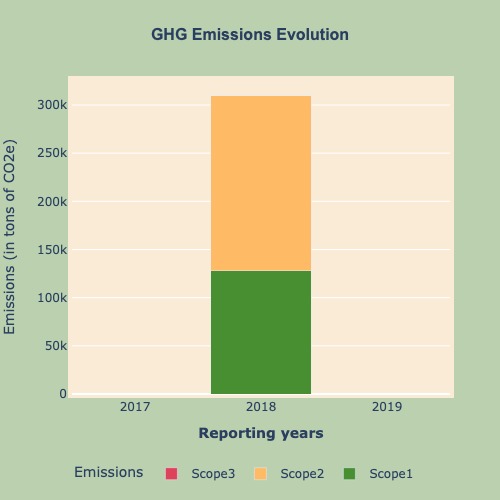 GHG Emissions Evolution
Emissions (in tons of CO2e)
300k
250k
200k
150k
100k
50k
0
2017 2018 2019
Reporting years
Emissions Scope3 Scope2 Scope1